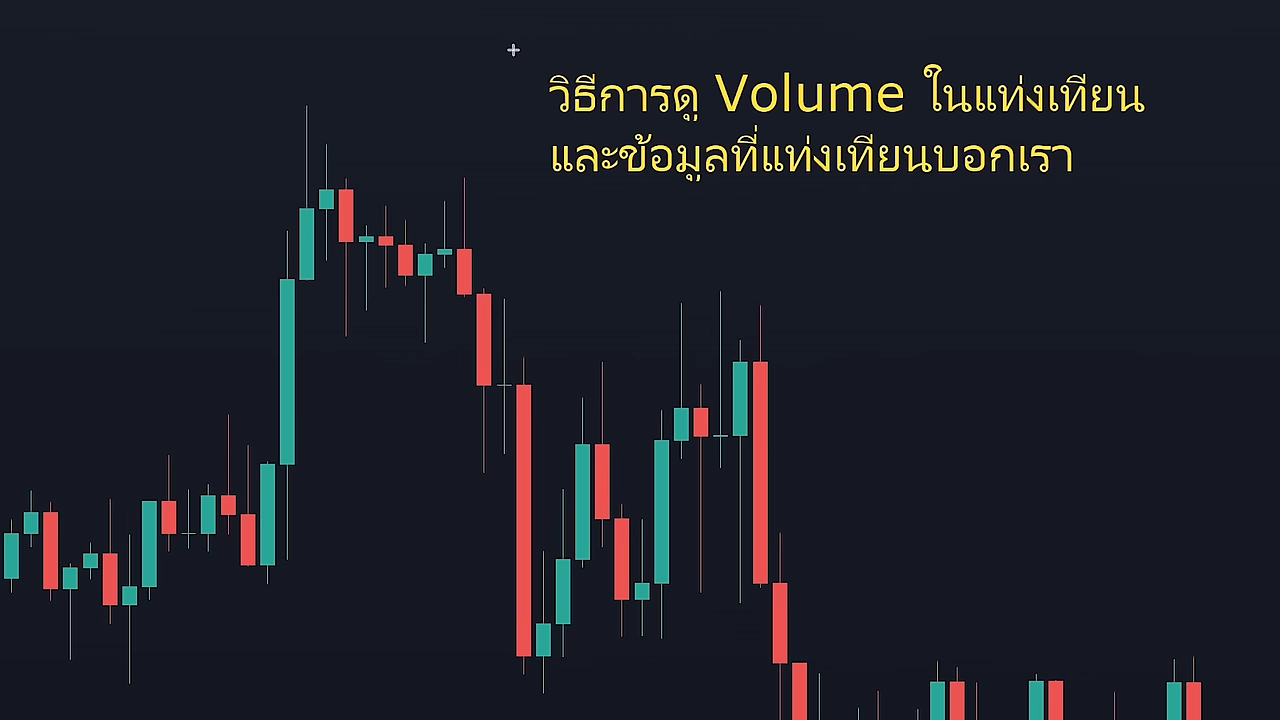 วิธีการดู Volume ในแท่งเทียน
และข้อมูลที่แท่งเทียนบอกเรา